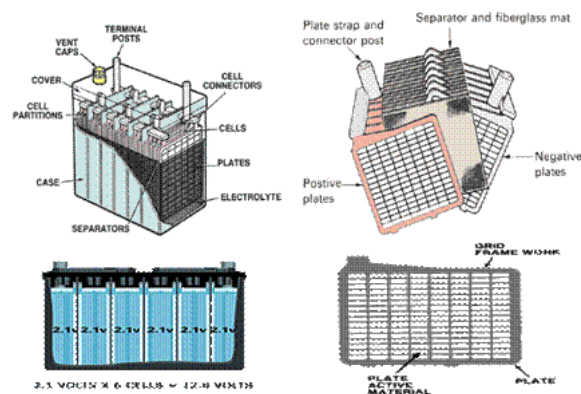 TERMINAL
POSTS
VENT
CAPS
COVER
CELL
CONNECTORS
CELL
PARTITIONS
CELLS
PLATES
CASE
ELECTROLYTE
SEPARATORS
Plate strap and
connector post
Separator and fiberglass mat
Negative
plates
Postive
plates
2.1v 2.1v 2.1v 2.1v 2.1v 2.1v
2.1 VOLTS X 6 CELLS = 12.6 VOLTS
GRID
FRAME WORK
PLATE
ACTIVE
MATERIAL
PLATE